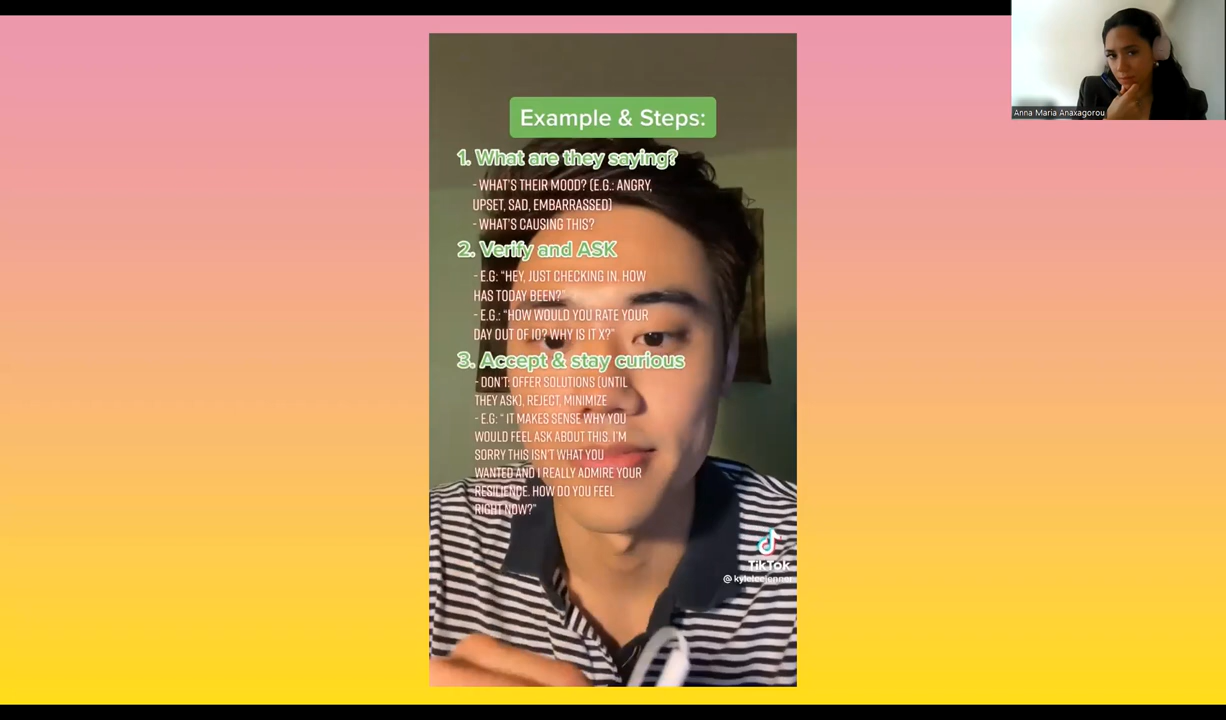 Example & Steps:
1. What are they saying?
- WHAT'S THEIR MOOD? (E.G.: ANGRY,
UPSET, SAD, EMBARRASSED)
- WHAT'S CAUSING THIS?
2. Verify and ASK
- E.G: "HEY, JUST CHECKING IN. HOW
HAS TODAY BEEN?"
- E.G.: "HOW WOULD YOU RATE YOUR
DAY OUT OF 10? WHY IS IT X?"
3. Accept & stay curious
- DON'T: OFFER SOLUTIONS (UNTIL
THEY ASK), REJECT, MINIMIZE
- E.G: " IT MAKES SENSE WHY YOU
WOULD FEEL ASK ABOUT THIS. I'M
SORRY THIS ISN'T WHAT YOU
WANTED AND I REALLY ADMIRE YOUR
RESILIENCE. HOW DO YOU FEEL
RIGHT NOW?"
TikTok
@kyleleejenner
Anna Maria Anaxagorou